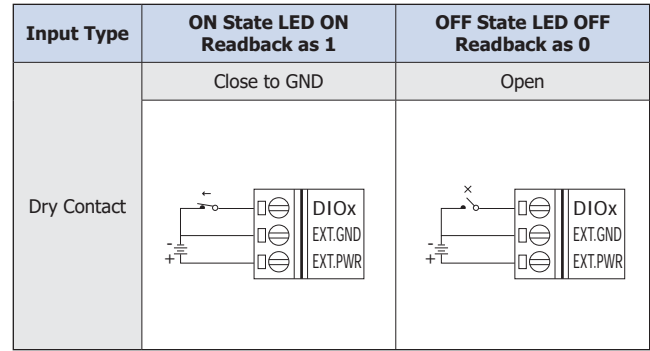 Input Type
ON State LED ON
Readback as 1
OFF State LED OFF
Readback as 0
Dry Contact
Close to GND
Open
←
DIOx
EXT.GND
EXT.PWR
-
+
×
DIOx
EXT.GND
EXT.PWR
-
+